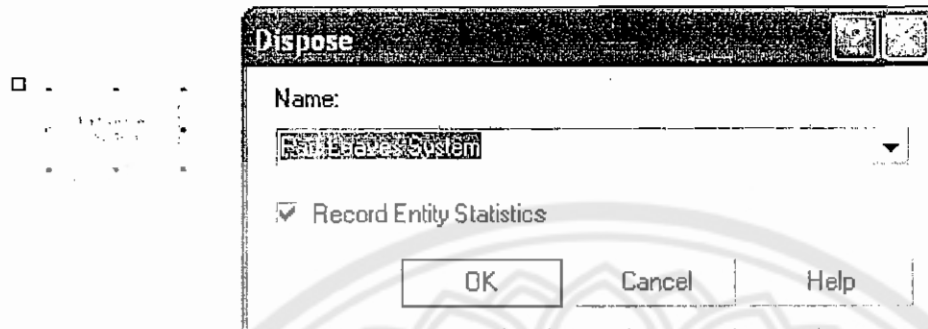 Dispose
Name:
Part Leaves System
Record Entity Statistics
OK Cancel Help